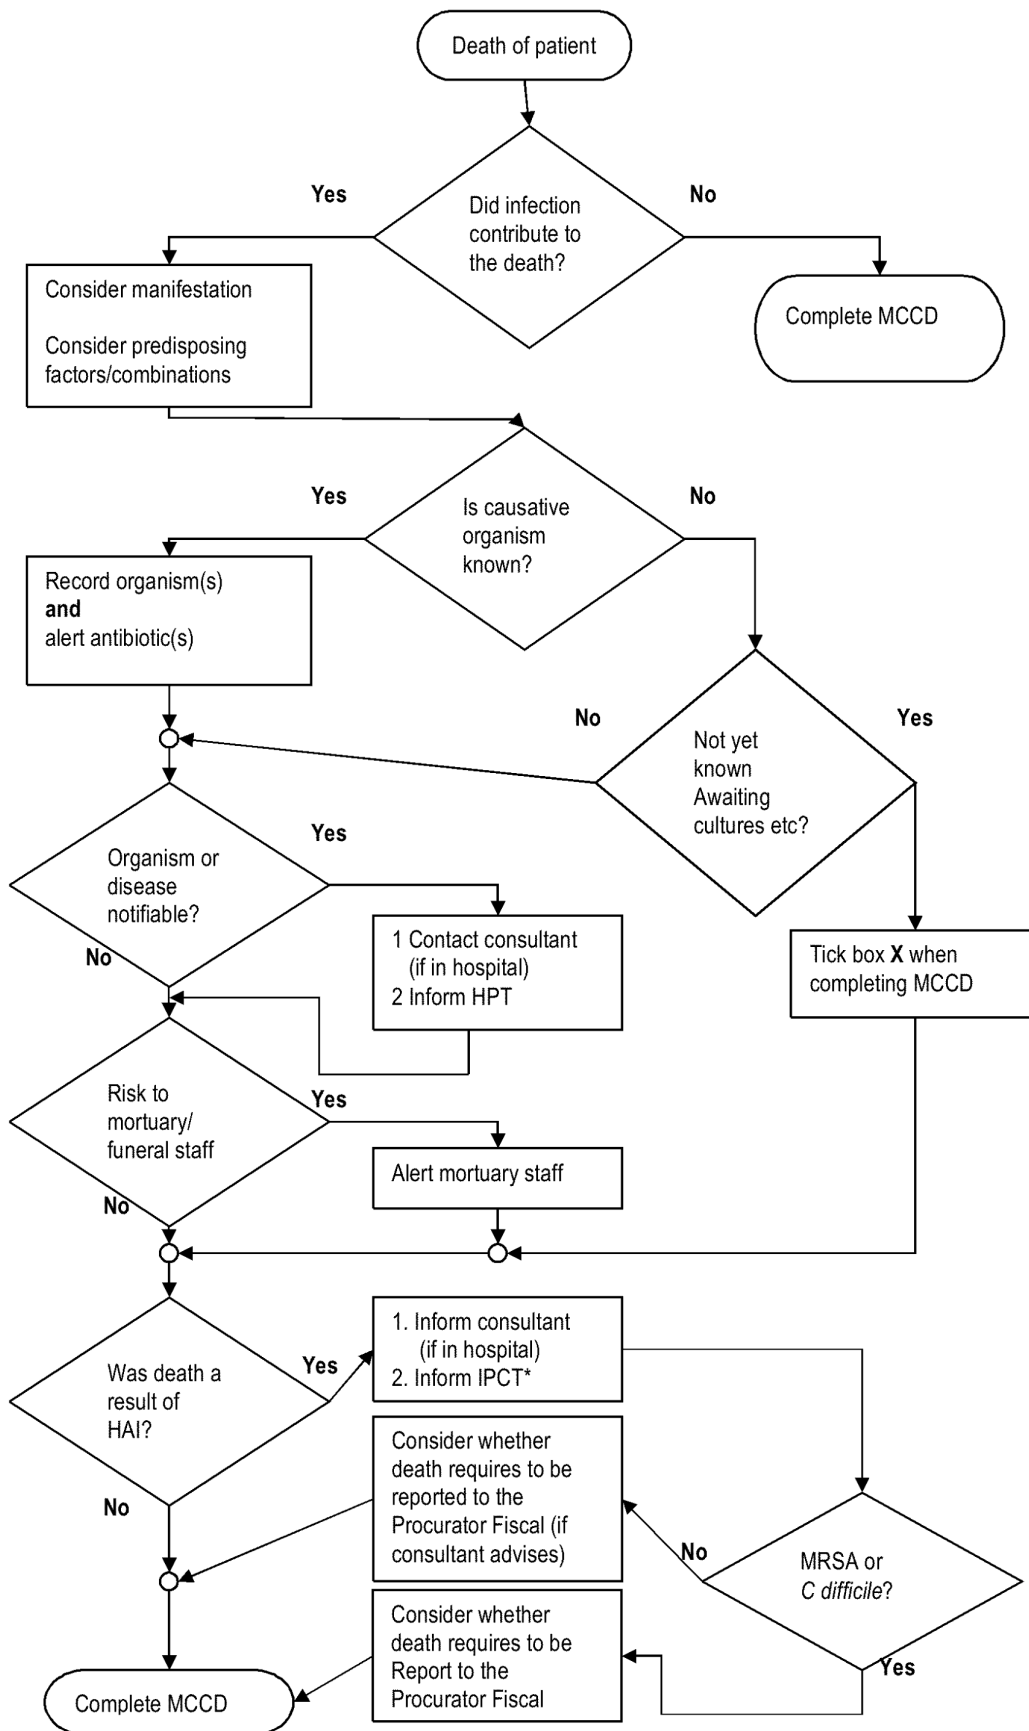 Death of patient
Yes
No
Did infection
contribute to
the death?
Consider manifestation
Consider predisposing
factors/combinations
Complete MCCD
Yes
No
Is causative
organism
known?
Record organism(s)
and
alert antibiotic(s)
No
Yes
Not yet
known
Awaiting
cultures etc?
Yes
Organism or
disease
notifiable?
No
1 Contact consultant
(if in hospital)
2 Inform HPT
Tick box X when
completing MCCD
Risk to
mortuary/
funeral staff
Yes
Alert mortuary staff
No
Was death a
result of
HAI?
Yes
1. Inform consultant
(if in hospital)
2. Inform IPCT*
Consider whether
death requires to be
reported to the
Procurator Fiscal (if
consultant advises)
No
No
MRSA or
C difficile?
Yes
Consider whether
death requires to be
Report to the
Procurator Fiscal
Complete MCCD